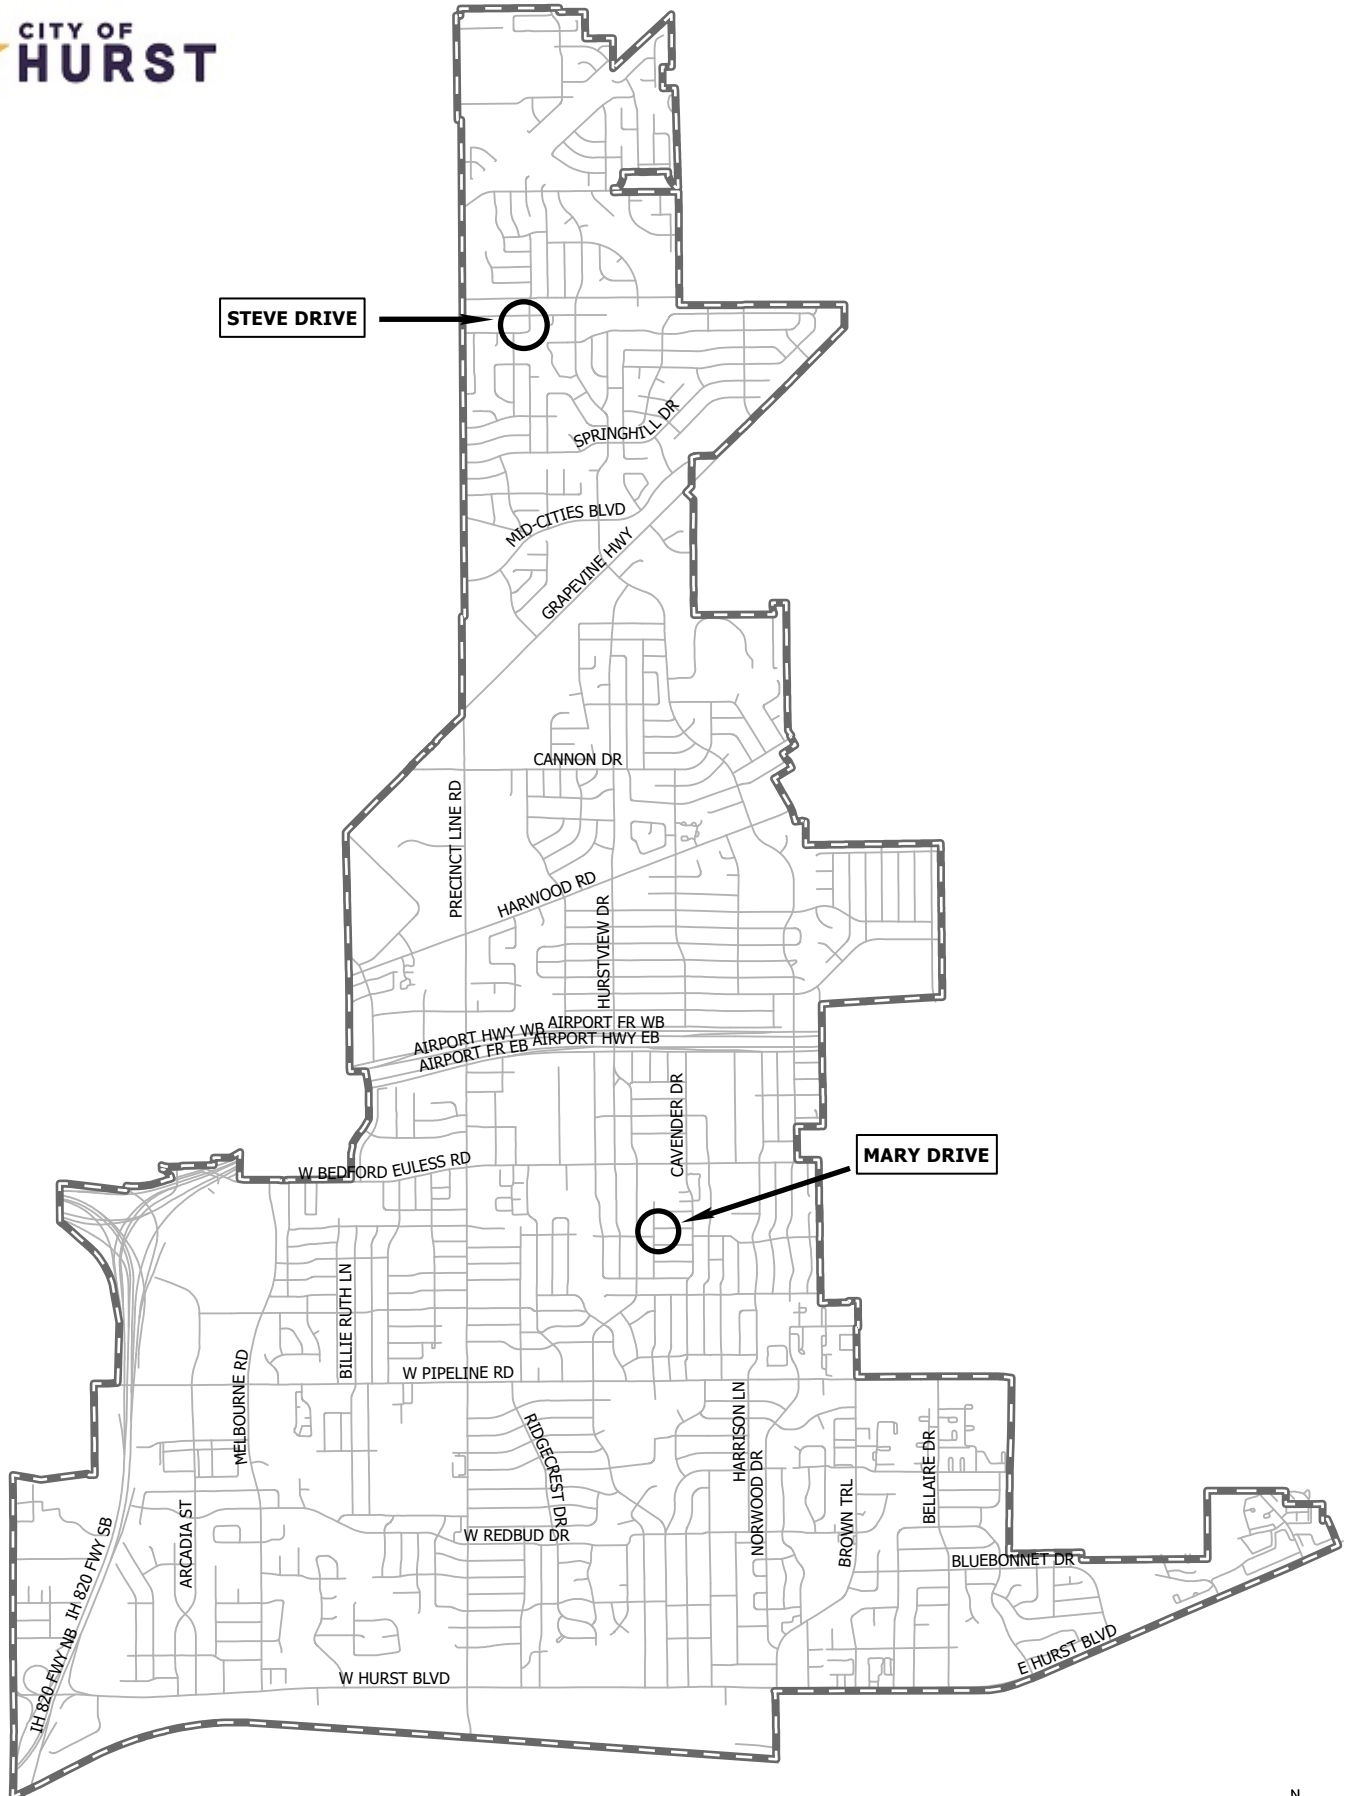 CITY OF
HURST
STEVE DRIVE
SPRINGHILL DR
MID-CITIES BLVD
GRAPEVINE HWY
CANNON DR
PRECINCT LINE RD
HARWOOD RD
HURSTVIEW DR
AIRPORT HWY WB
AIRPORT FR WB
AIRPORT FR EB
AIRPORT HWY EB
CAVENDER DR
MARY DRIVE
W BEDFORD EULESS RD
BILLIE RUTH LN
MELBOURNE RD
W PIPELINE RD
RIDGECREST DR
HARRISON LN
NORWOOD DR
BELLAIRE DR
BROWN TRL
ARCADIA ST
IH 820 FWY SB
W REDBUD DR
BLUEBONNET DR
IH 820 FWY NB
W HURST BLVD
E HURST BLVD
N